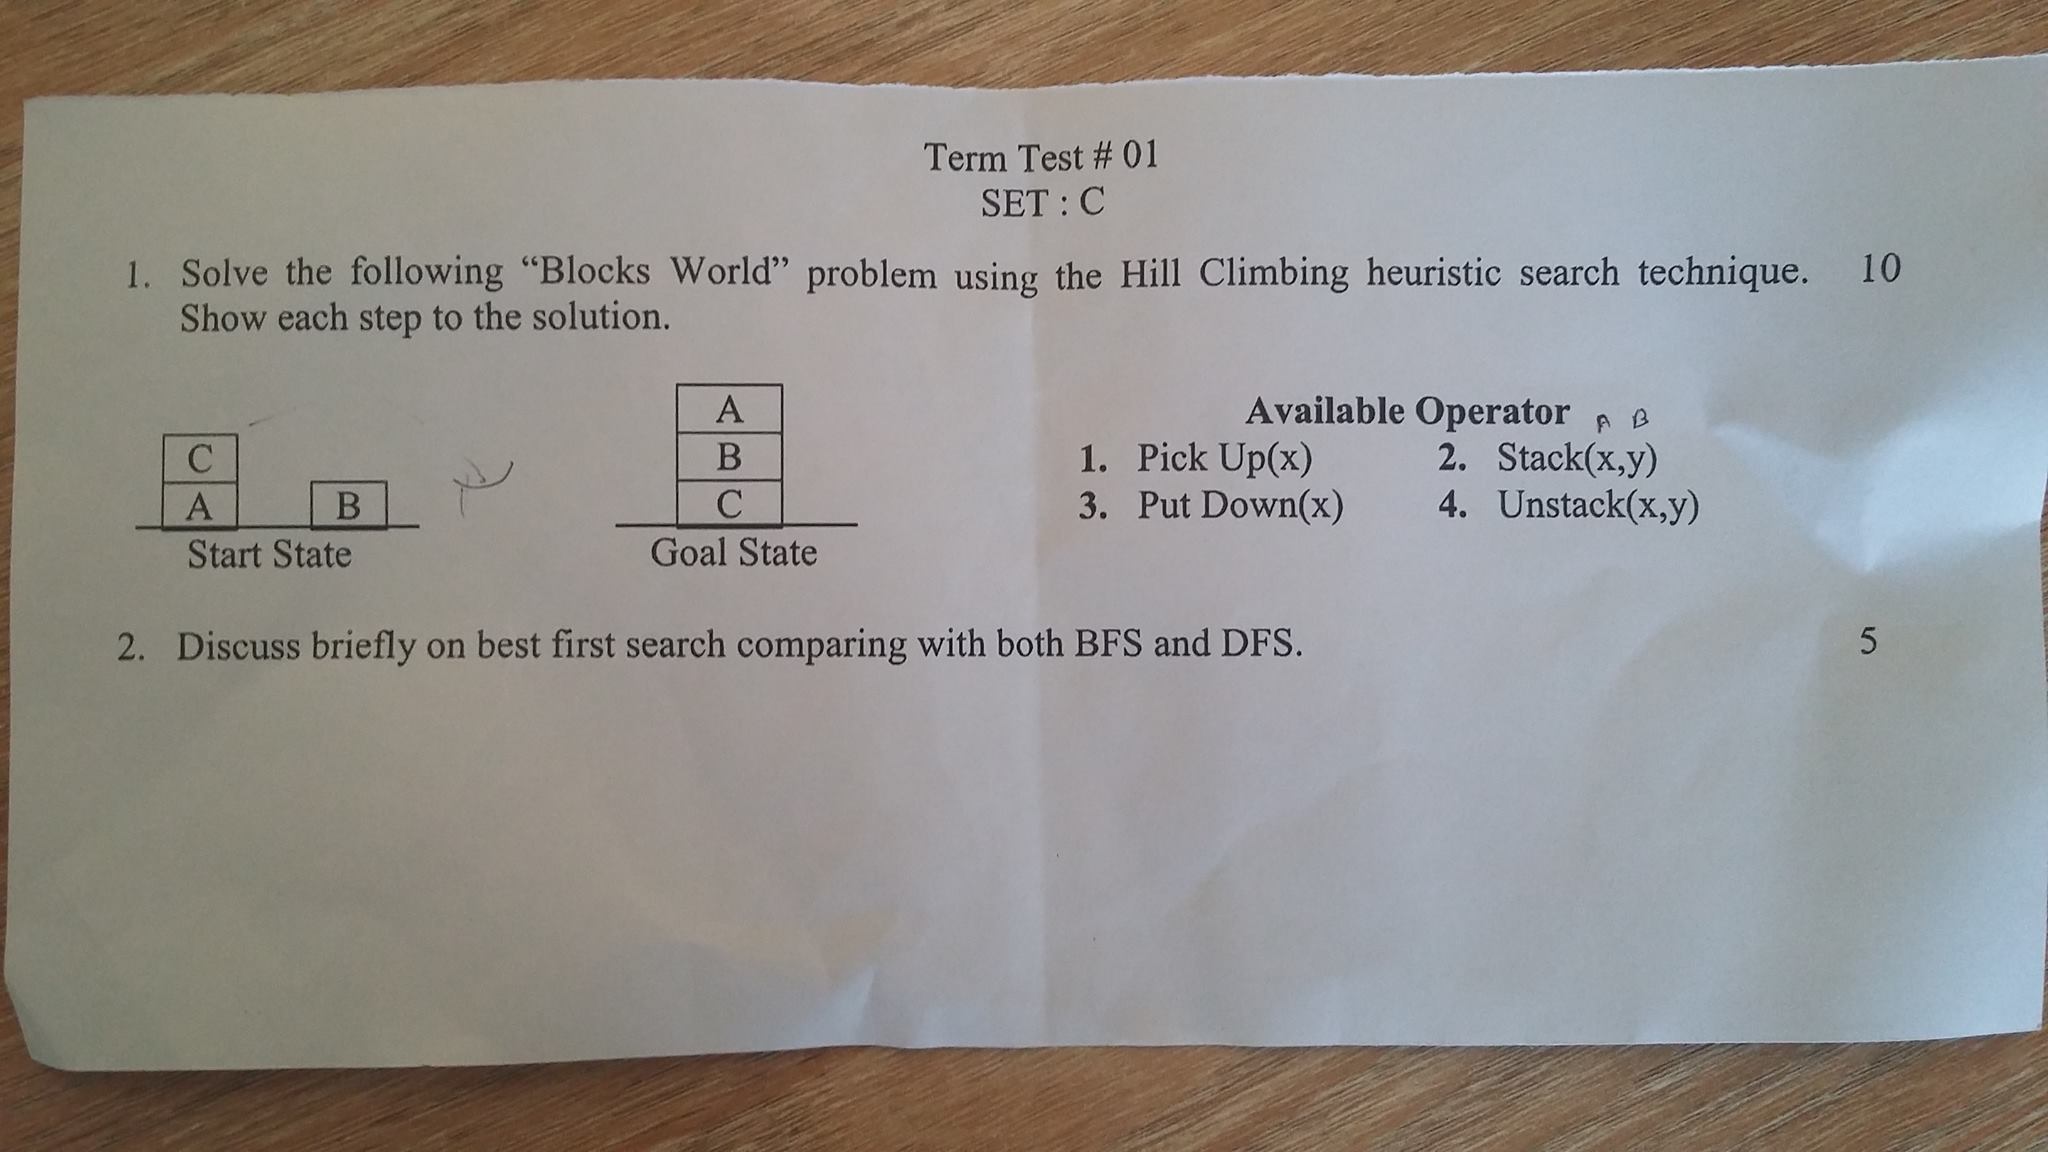 Term Test # 01
SET : C
1. Solve the following “Blocks World” problem using the Hill Climbing heuristic search technique. 10
Show each step to the solution.
C
A
B
Start State
A
B
C
Goal State
Available Operator
A B
1. Pick Up(x) 2. Stack(x,y)
3. Put Down(x) 4. Unstack(x,y)
2. Discuss briefly on best first search comparing with both BFS and DFS. 5